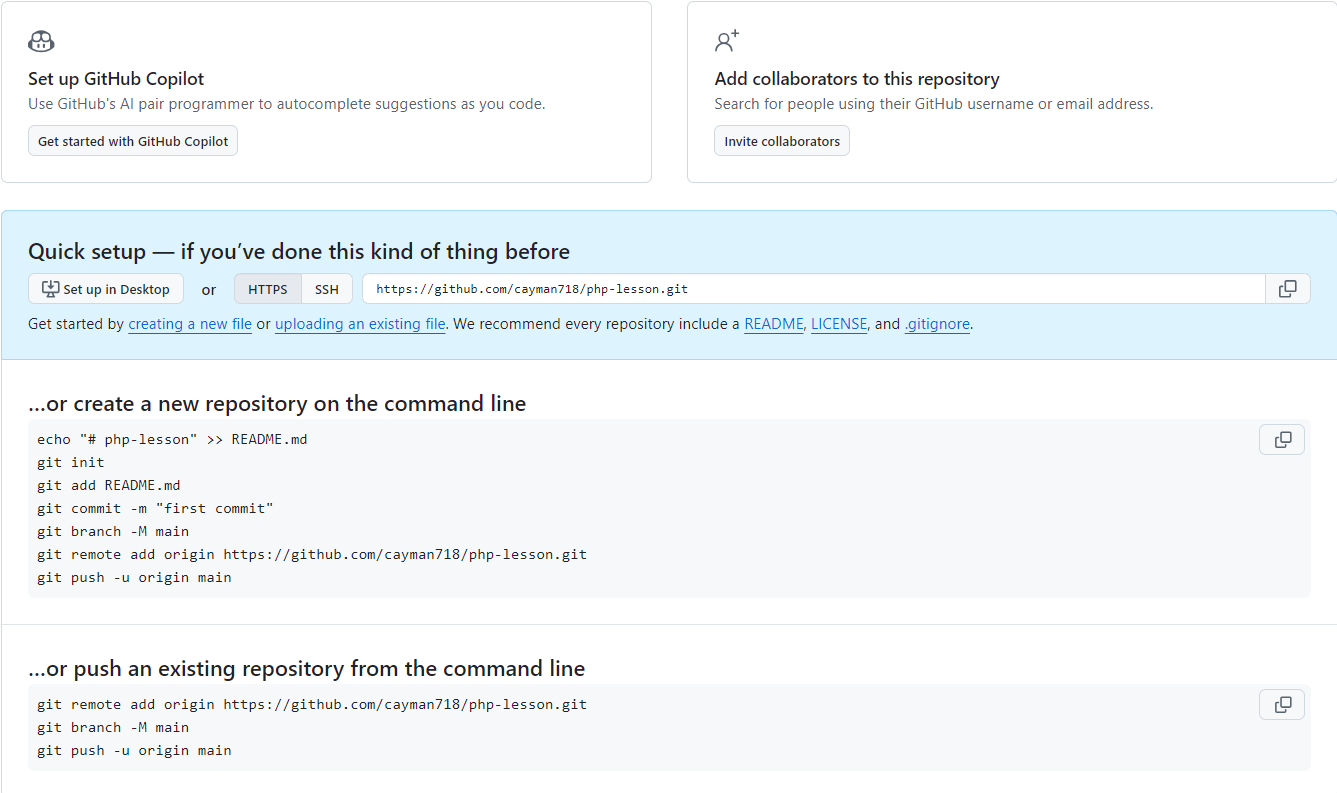 Set up GitHub Copilot
Use GitHub's AI pair programmer to autocomplete suggestions as you code.
Get started with GitHub Copilot
Add collaborators to this repository
Search for people using their GitHub username or email address.
Invite collaborators
Quick setup — if you’ve done this kind of thing before
Set up in Desktop or HTTPS SSH https://github.com/cayman718/php-lesson.git
Get started by creating a new file or uploading an existing file. We recommend every repository include a README, LICENSE, and .gitignore.
…or create a new repository on the command line
echo "# php-lesson" >> README.md
git init
git add README.md
git commit -m "first commit"
git branch -M main
git remote add origin https://github.com/cayman718/php-lesson.git
git push -u origin main
…or push an existing repository from the command line
git remote add origin https://github.com/cayman718/php-lesson.git
git branch -M main
git push -u origin main